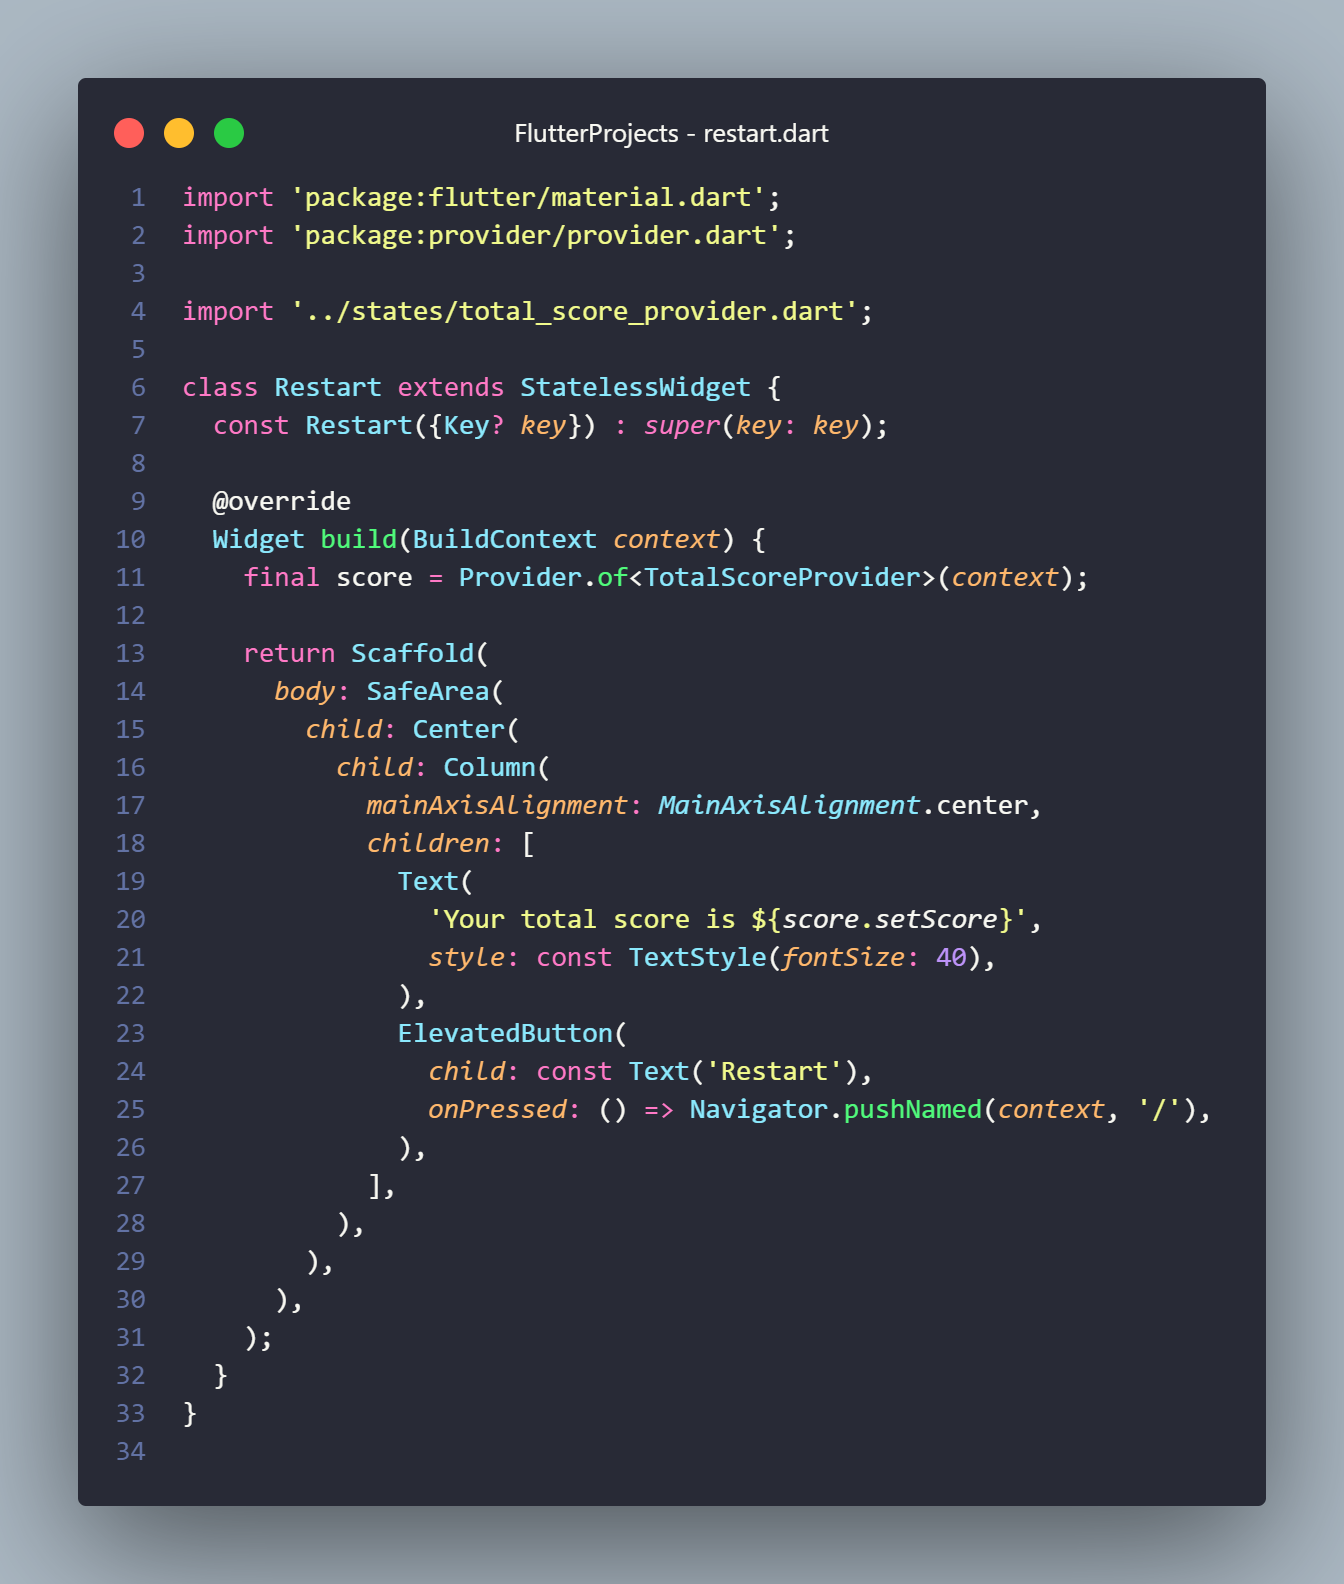 FlutterProjects - restart.dart
1 import 'package:flutter/material.dart';
2 import 'package:provider/provider.dart';
3
4 import '../states/total_score_provider.dart';
5
6 class Restart extends StatelessWidget {
7   const Restart({Key? key}) : super(key: key);
8
9   @override
10   Widget build(BuildContext context) {
11     final score = Provider.of<TotalScoreProvider>(context);
12
13     return Scaffold(
14       body: SafeArea(
15         child: Center(
16           child: Column(
17             mainAxisAlignment: MainAxisAlignment.center,
18             children: [
19               Text(
20                 'Your total score is ${score.setScore}',
21                 style: const TextStyle(fontSize: 40),
22               ),
23               ElevatedButton(
24                 child: const Text('Restart'),
25                 onPressed: () => Navigator.pushNamed(context, '/'),
26               ),
27             ],
28           ),
29         ),
30       ),
31     );
32   }
33 }
34